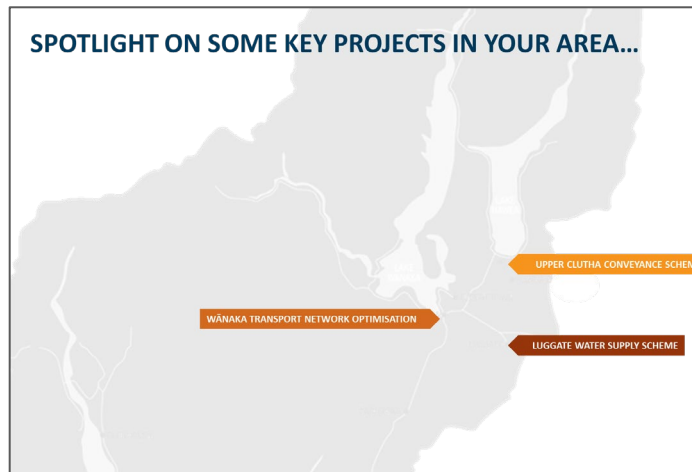 SPOTLIGHT ON SOME KEY PROJECTS IN YOUR AREA...
UPPER CLUTHA CONVEYANCE SCHEM
WĀNAKA TRANSPORT NETWORK OPTIMISATION
LUGGATE WATER SUPPLY SCHEME